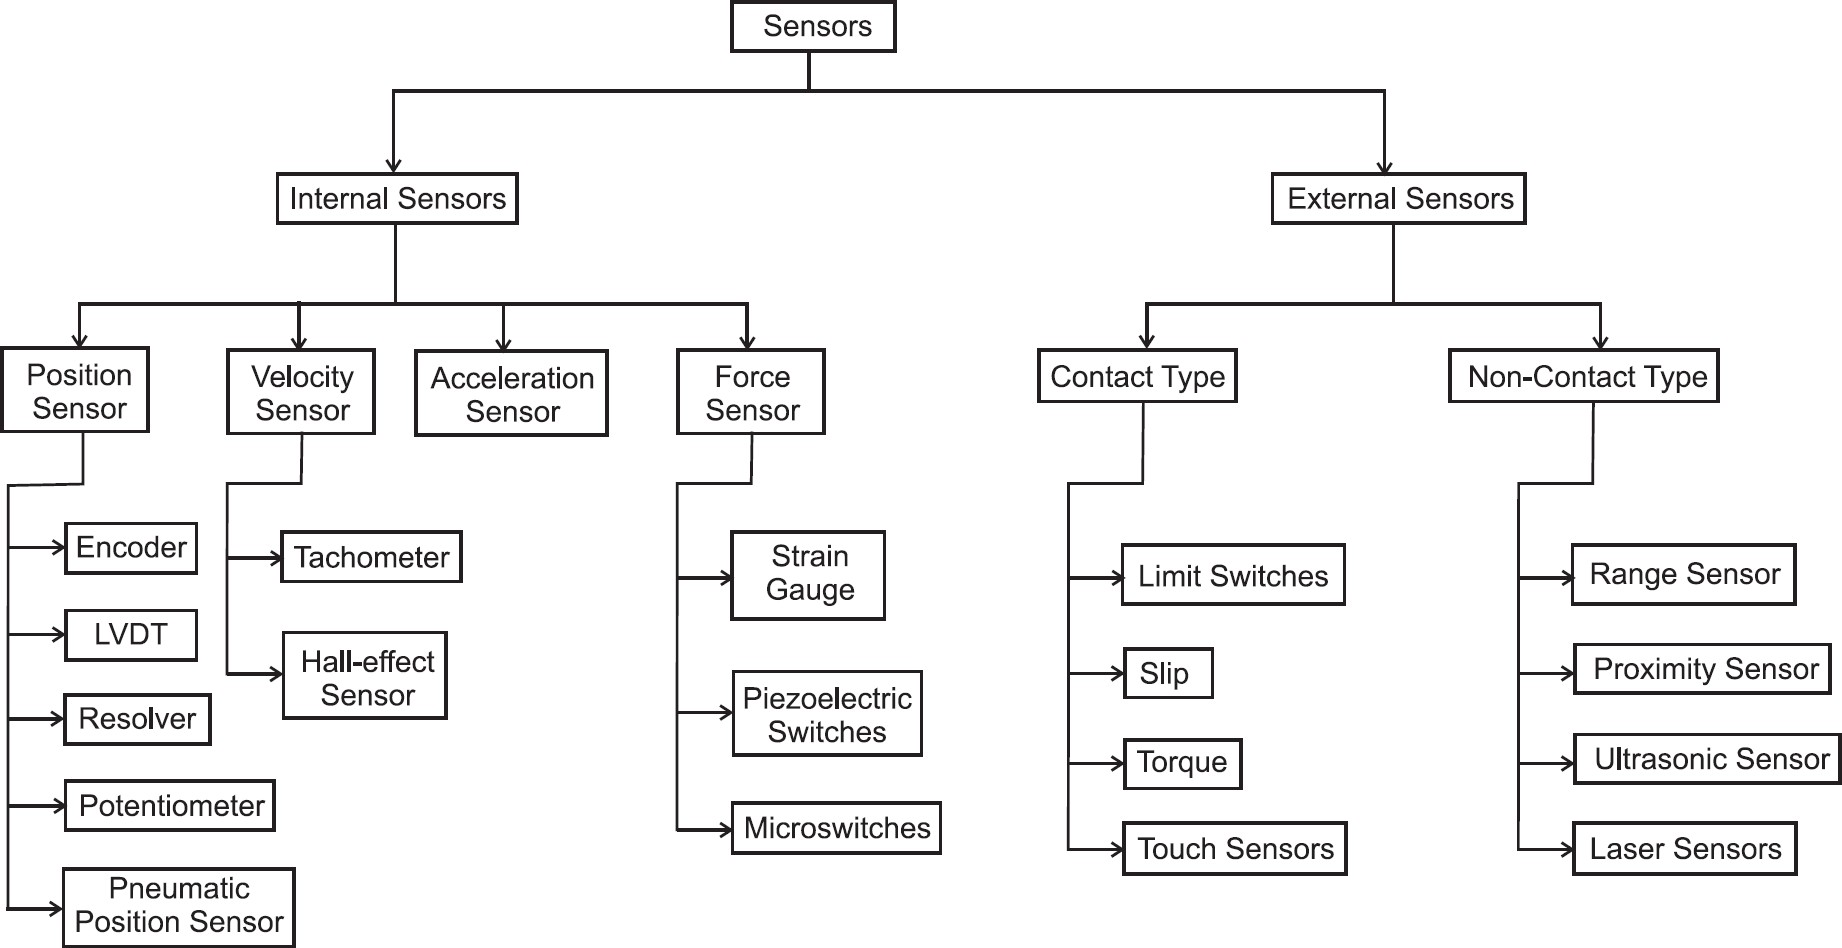 Sensors
Internal Sensors
External Sensors
Position
Sensor
Velocity
Sensor
Acceleration
Sensor
Force
Sensor
Contact Type
Non-Contact Type
Encoder
LVDT
Resolver
Potentiometer
Pneumatic
Position Sensor
Tachometer
Hall-effect
Sensor
Strain
Gauge
Piezoelectric
Switches
Microswitches
Limit Switches
Slip
Torque
Touch Sensors
Range Sensor
Proximity Sensor
Ultrasonic Sensor
Laser Sensors